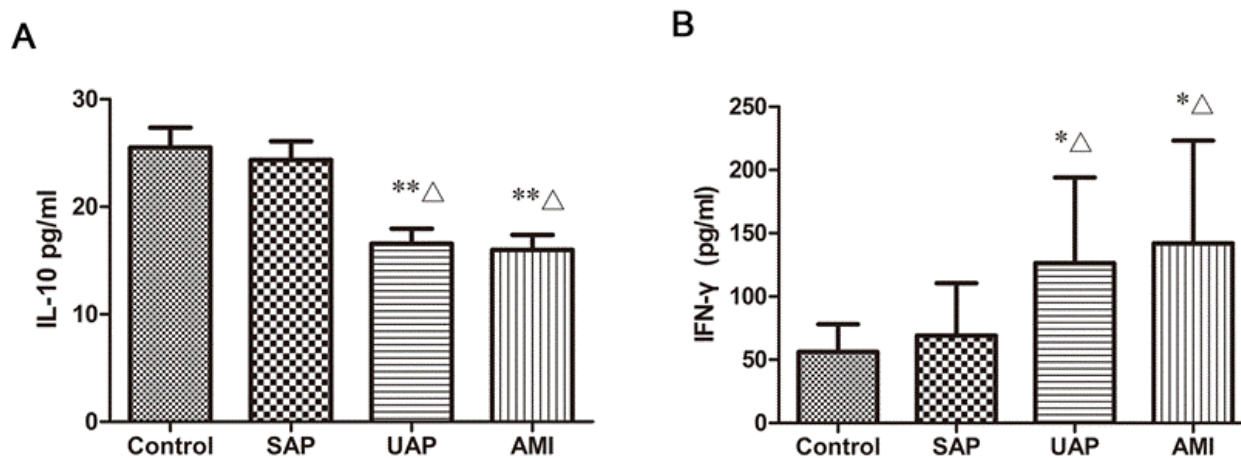 A
IL-10 pg/ml
30
20
10
0
**△
**△
Control SAP UAP AMI
B
IFN-γ (pg/ml)
250
200
150
100
50
0
*△
*△
Control SAP UAP AMI